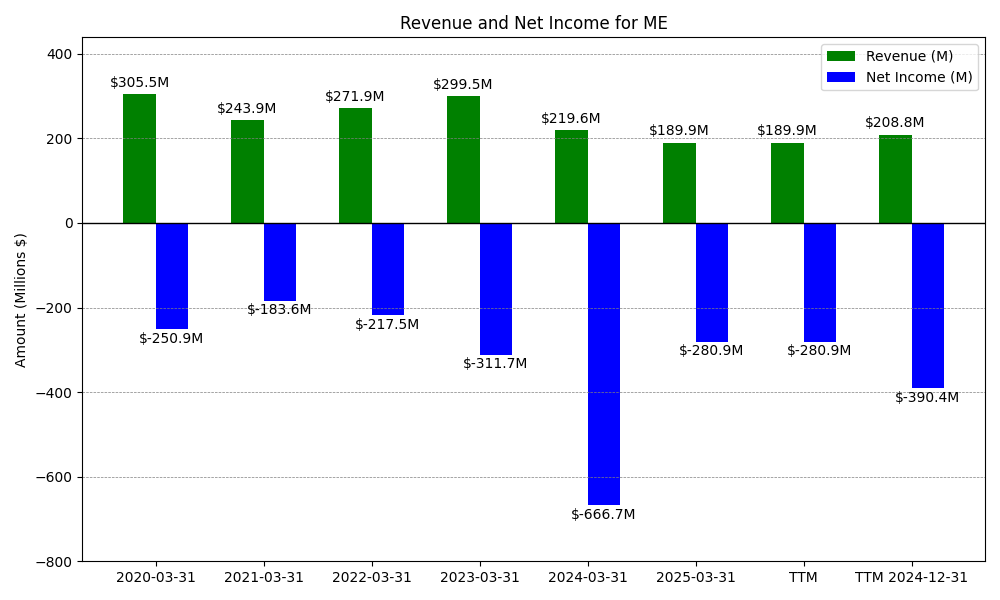 Revenue and Net Income for ME
Revenue (M)
Net Income (M)
Amount (Millions $)
400
200
0
−200
−400
−600
−800
$305.5M
$243.9M
$271.9M
$299.5M
$219.6M
$189.9M
$189.9M
$208.8M
$-250.9M
$-183.6M
$-217.5M
$-311.7M
$-666.7M
$-280.9M
$-280.9M
$-390.4M
2020-03-31
2021-03-31
2022-03-31
2023-03-31
2024-03-31
2025-03-31
TTM
TTM 2024-12-31